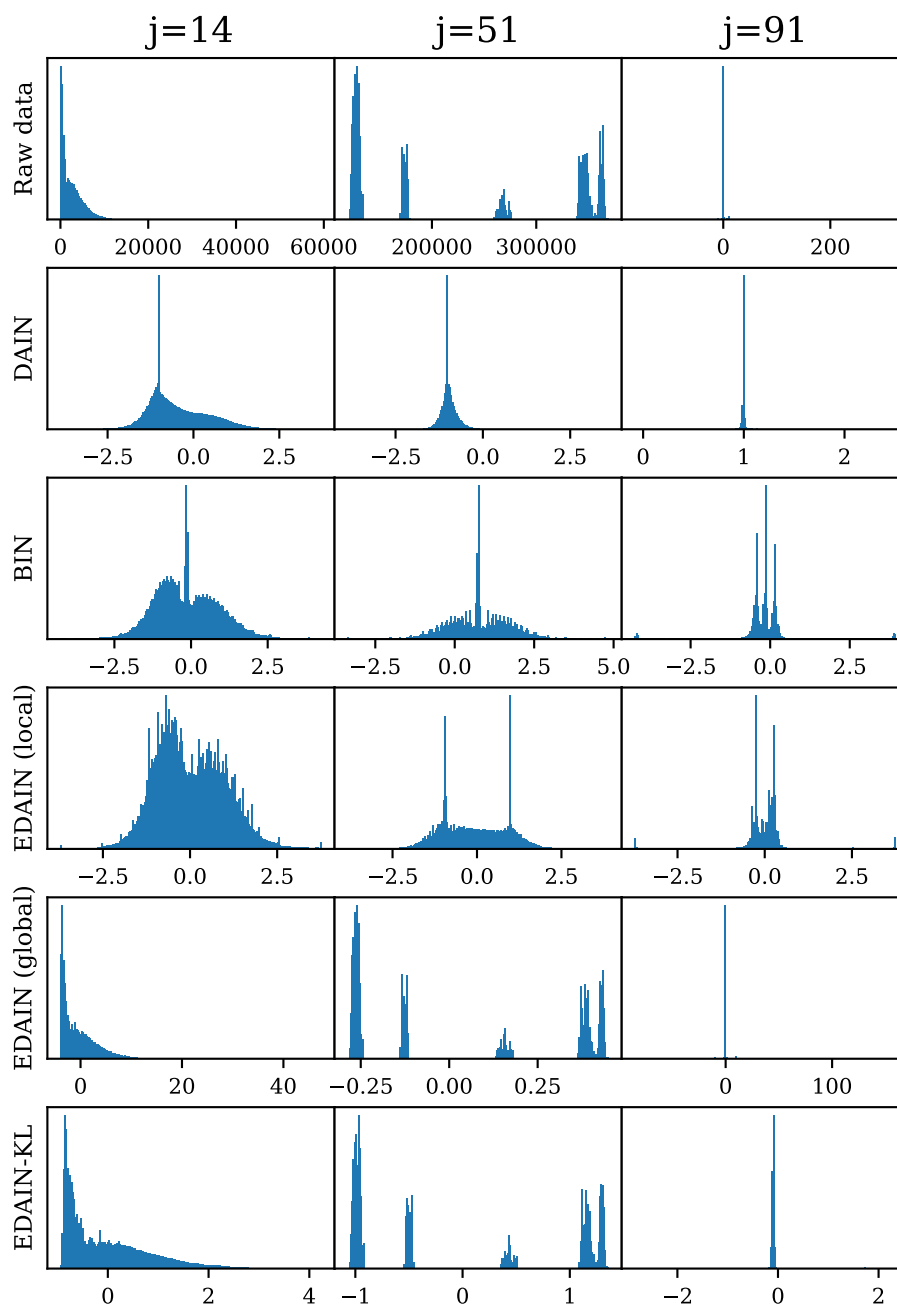 j=14 j=51 j=91
Raw data
0 20000 40000 60000 200000 300000 0 200
DAIN
−2.5 0.0 2.5 −2.5 0.0 2.5 0 1 2
BIN
−2.5 0.0 2.5 −2.5 0.0 2.5 5.0 −2.5 0.0 2.5
EDAIN (local)
−2.5 0.0 2.5 −2.5 0.0 2.5 −2.5 0.0 2.5
EDAIN (global)
0 20 40 −0.25 0.00 0.25 0 100
EDAIN-KL
0 2 4 −1 0 1 −2 0 2